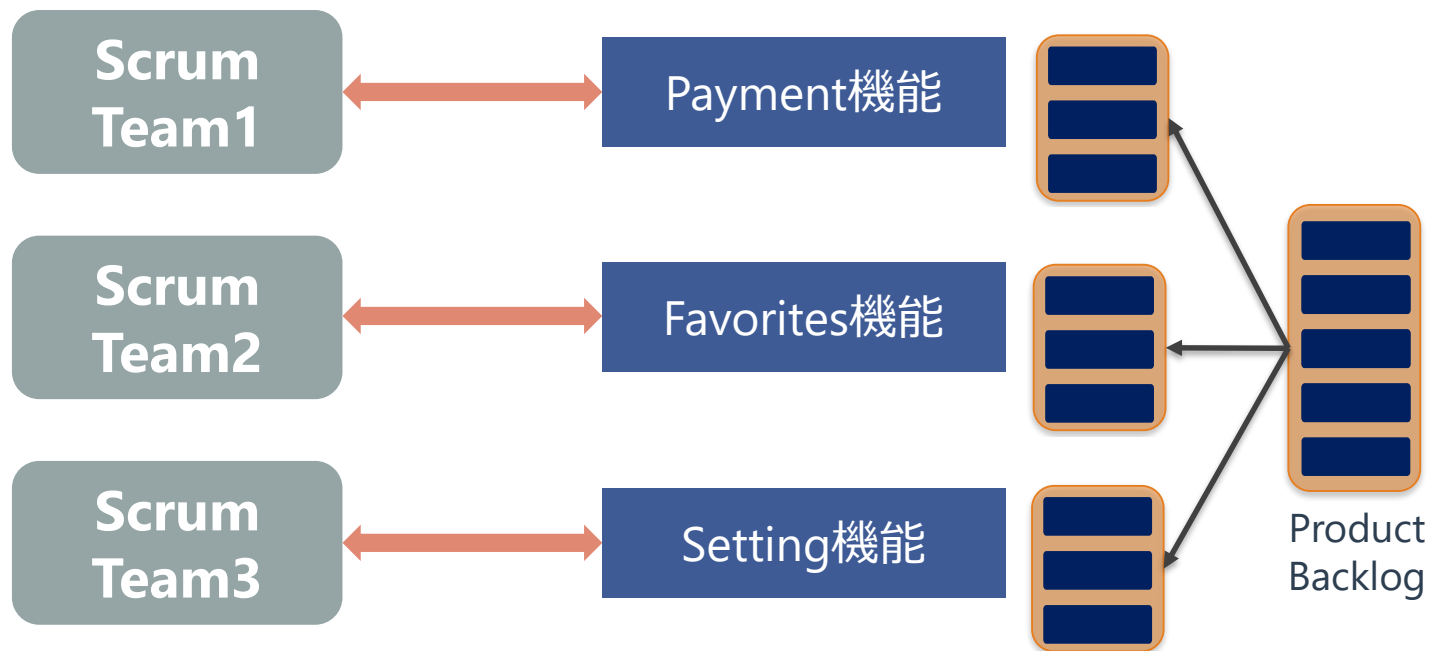 Scrum
Team1
Payment機能
Scrum
Team2
Favorites機能
Scrum
Team3
Setting機能
Product
Backlog